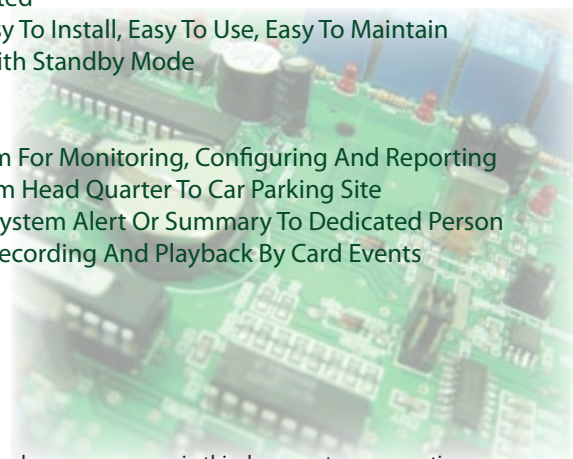 sy To Install, Easy To Use, Easy To Maintain
ith Standby Mode
m For Monitoring, Configuring And Reporting
m Head Quarter To Car Parking Site
ystem Alert Or Summary To Dedicated Person
ecording And Playback By Card Events